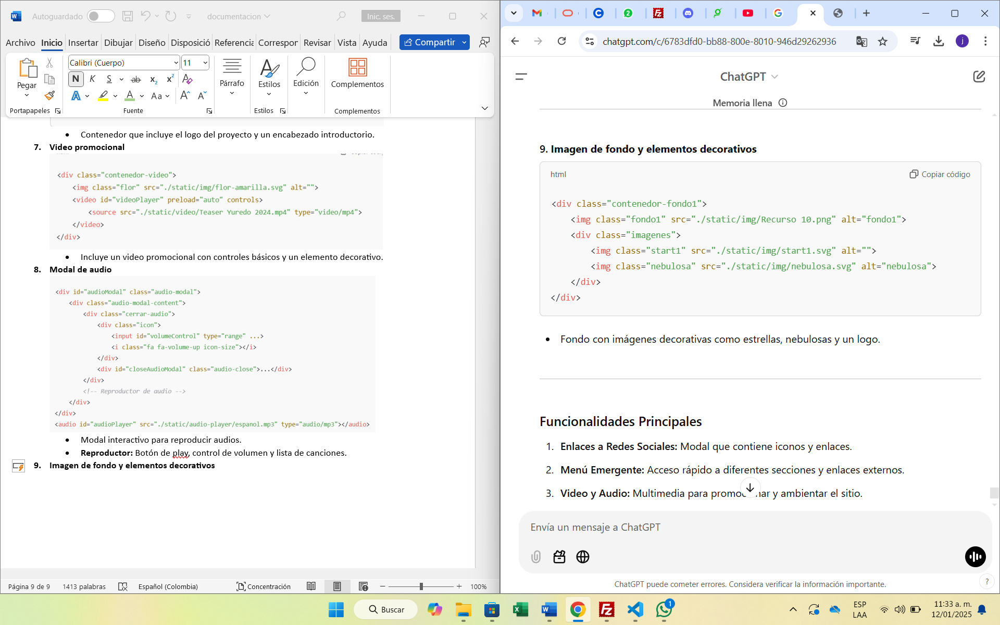 Autoguardado
documentacion
Inic. ses.
Archivo Inicio Insertar Dibujar Diseño Disposició Referencia Correspor Revisar Vista Ayuda Compartir
Calibri (Cuerpo) 11
Pegar
N K S ab x₂ x²
A A Aa A A
Párrafo
Estilos
Edición
Complementos
Portapapeles Fuente Estilos Complementos
• Contenedor que incluye el logo del proyecto y un encabezado introductorio.
7. Video promocional
<div class="contenedor-video">
<img class="flor" src="./static/img/flor-amarilla.svg" alt="">
<video id="videoPlayer" preload="auto" controls>
<source src="./static/video/Teaser Yuredo 2024.mp4" type="video/mp4">
</video>
</div>
• Incluye un video promocional con controles básicos y un elemento decorativo.
8. Modal de audio
<div id="audioModal" class="audio-modal">
<div class="audio-modal-content">
<div class="cerrar-audio">
<div class="icon">
<input id="volumeControl" type="range" ...>
<i class="fa fa-volume-up icon-size"></i>
</div>
<div id="closeAudioModal" class="audio-close">...</div>
</div>
<!-- Reproductor de audio -->
</div>
</div>
<audio id="audioPlayer" src="./static/audio-player/espanol.mp3" type="audio/mp3"></audio>
• Modal interactivo para reproducir audios.
• Reproductor: Botón de play, control de volumen y lista de canciones.
9. Imagen de fondo y elementos decorativos
Página 9 de 9 1413 palabras Español (Colombia) Concentración 100%
chatgpt.com/c/6783dfd0-bb88-800e-8010-946d29262936
j
ChatGPT
Memoria llena
9. Imagen de fondo y elementos decorativos
html Copiar código
<div class="contenedor-fondo1">
<img class="fondo1" src="./static/img/Recurso 10.png" alt="fondo1">
<div class="imagenes">
<img class="start1" src="./static/img/start1.svg" alt="">
<img class="nebulosa" src="./static/img/nebulosa.svg" alt="nebulosa">
</div>
</div>
• Fondo con imágenes decorativas como estrellas, nebulosas y un logo.
Funcionalidades Principales
1. Enlaces a Redes Sociales: Modal que contiene iconos y enlaces.
2. Menú Emergente: Acceso rápido a diferentes secciones y enlaces externos.
3. Video y Audio: Multimedia para y ambientar el sitio.
Envía un mensaje a ChatGPT
ChatGPT puede cometer errores. Considera verificar la información importante.
?
Buscar
1
ESP
LAA
11:33 a. m.
12/01/2025